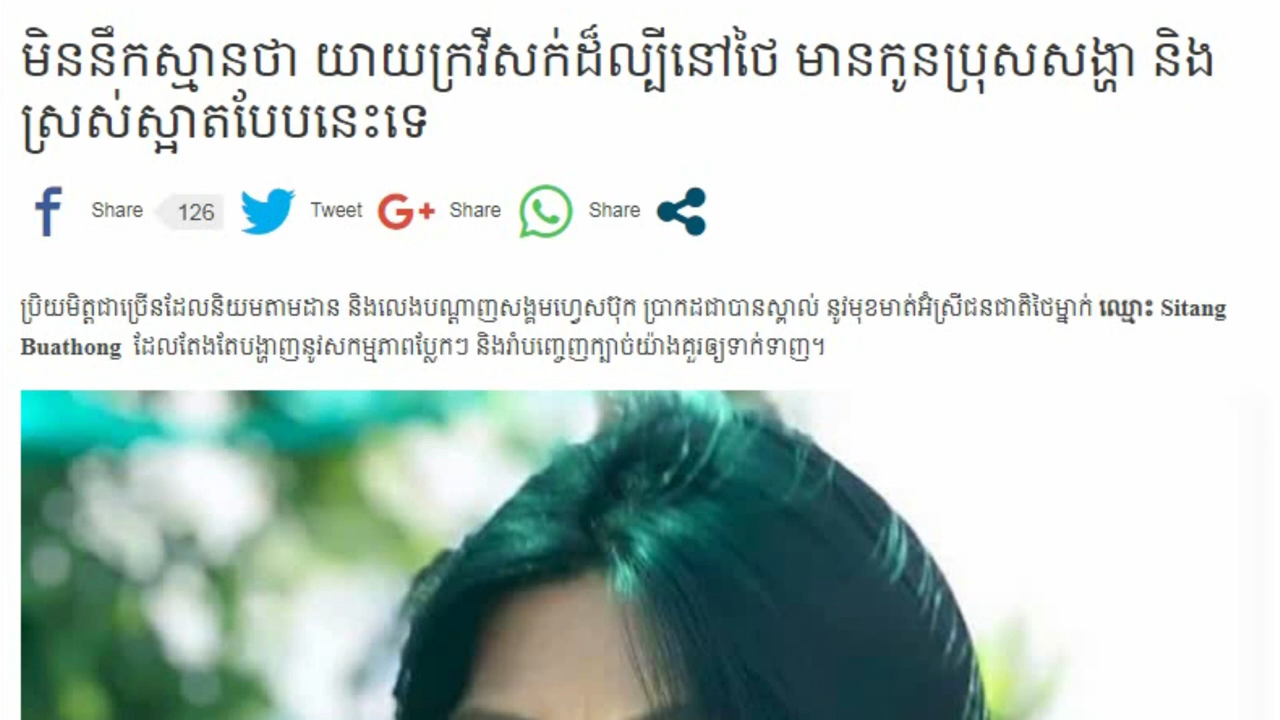 មិននឹកស្មានថា យាយក្រវីសក់ដ៏ល្បីនៅថៃ មានកូនប្រុសសង្ហា និង
ស្រស់ស្អាតបែបនេះទេ
Share 126 Tweet Share Share
ប្រិយមិត្តជាច្រើនដែលនិយមតាមដាន និងលេងបណ្តាញសង្គមហ្វេសប៊ុក ប្រាកដជាបានស្គាល់ នូវមុខមាត់អ៊ំស្រីជនជាតិថៃម្នាក់ ឈ្មោះ Sitang
Buathong ដែលតែងតែបង្ហាញនូវសកម្មភាពប្លែកៗ និងរាំបញ្ចេញក្បាច់យ៉ាងគួរឲ្យទាក់ទាញ។